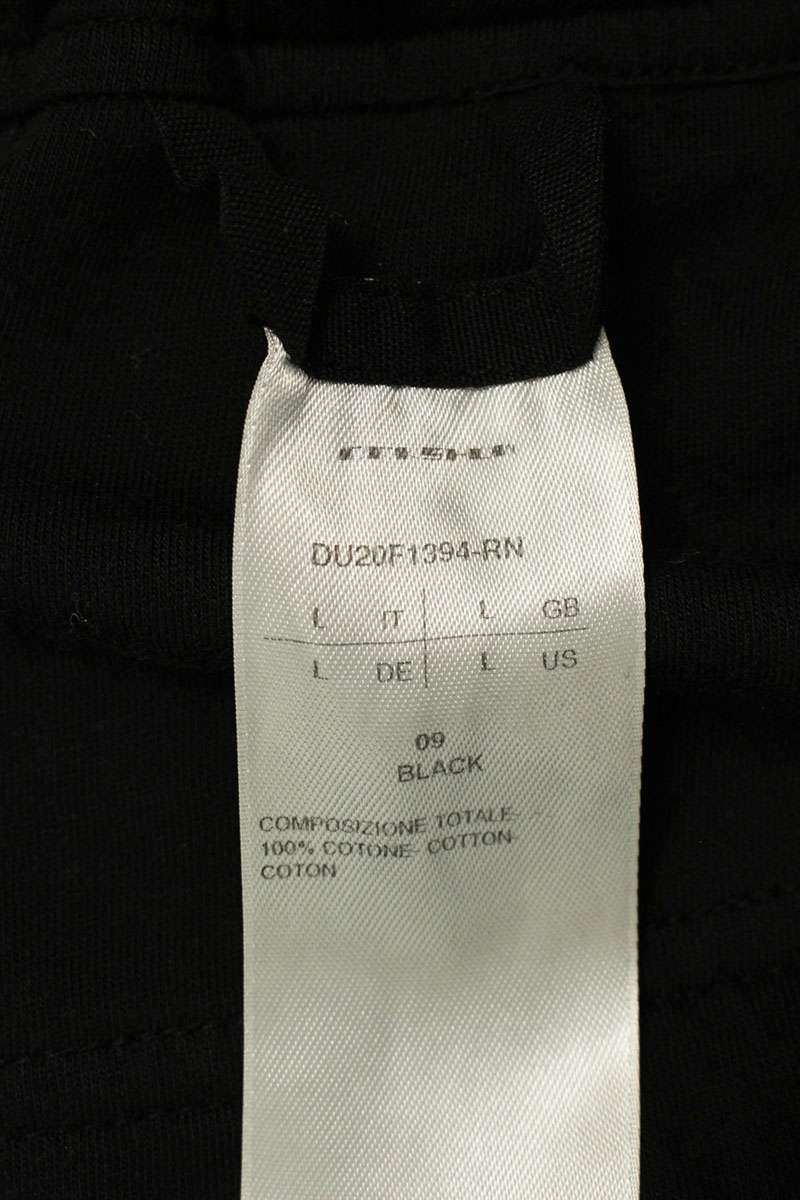 DU20F1394-RN
L IT L GB
L DE L US
09
BLACK
COMPOSIZIONE TOTALE-
100% COTONE- COTTON-
COTON